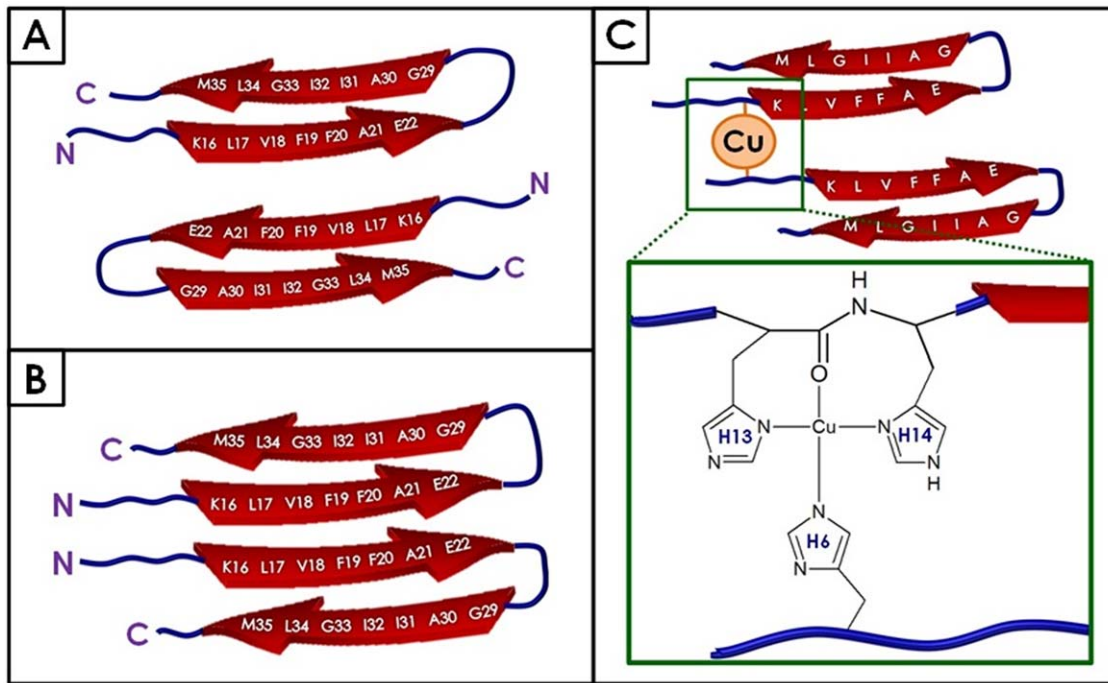 A
C M35 L34 G33 I32 I31 A30 G29
N K16 L17 V18 F19 F20 A21 E22
N
E22 A21 F20 F19 V18 L17 K16
G29 A30 I31 I32 G33 L34 M35 C
B
C M35 L34 G33 I32 I31 A30 G29
N K16 L17 V18 F19 F20 A21 E22
N K16 L17 V18 F19 F20 A21 E22
C M35 L34 G33 I32 I31 A30 G29
C
M L G I I A G
K L V F F A E
Cu
K L V F F A E
M L G I I A G
H
N
O
H13 N Cu N H14
N N
H
N
H6
N